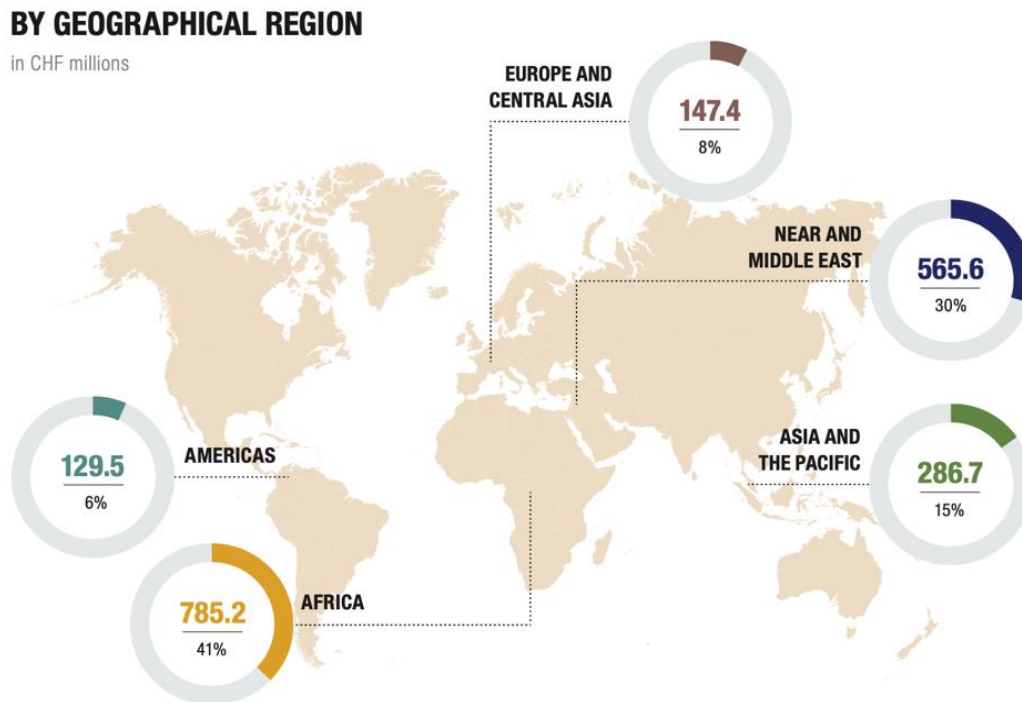 BY GEOGRAPHICAL REGION
in CHF millions
EUROPE AND
CENTRAL ASIA
147.4
8%
NEAR AND
MIDDLE EAST
565.6
30%
AMERICAS
129.5
6%
ASIA AND
THE PACIFIC
286.7
15%
AFRICA
785.2
41%